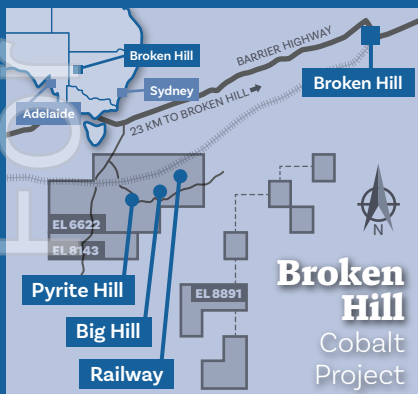 For
Broken Hill
Sydney
Adelaide
BARRIER HIGHWAY
23 KM TO BROKEN HILL
Broken Hill
EL 6622
EL 8143
EL 8891
Pyrite Hill
Big Hill
Railway
N
Broken
Hill
Cobalt
Project